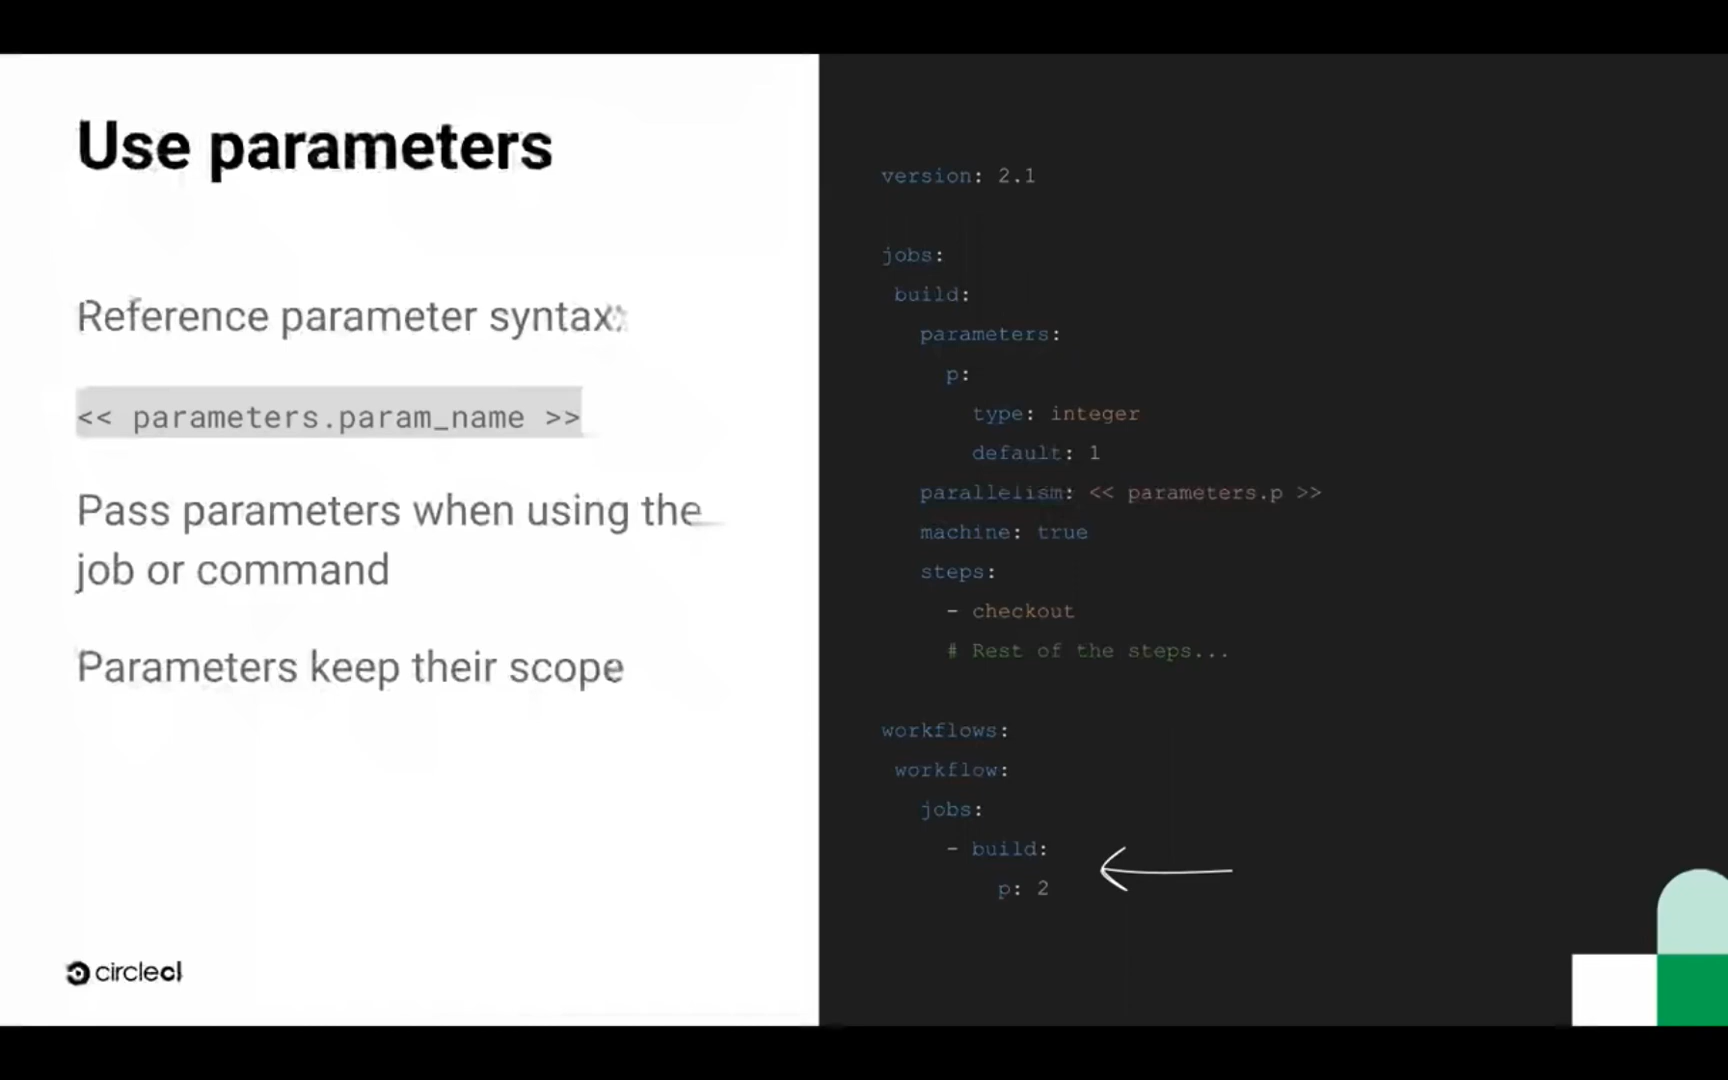 Use parameters
Reference parameter syntax:
<< parameters.param_name >>
Pass parameters when using the
job or command
Parameters keep their scope
circleci
version: 2.1
jobs:
build:
parameters:
p:
type: integer
default: 1
parallelism: << parameters.p >>
machine: true
steps:
- checkout
# Rest of the steps...
workflows:
workflow:
jobs:
- build:
p: 2